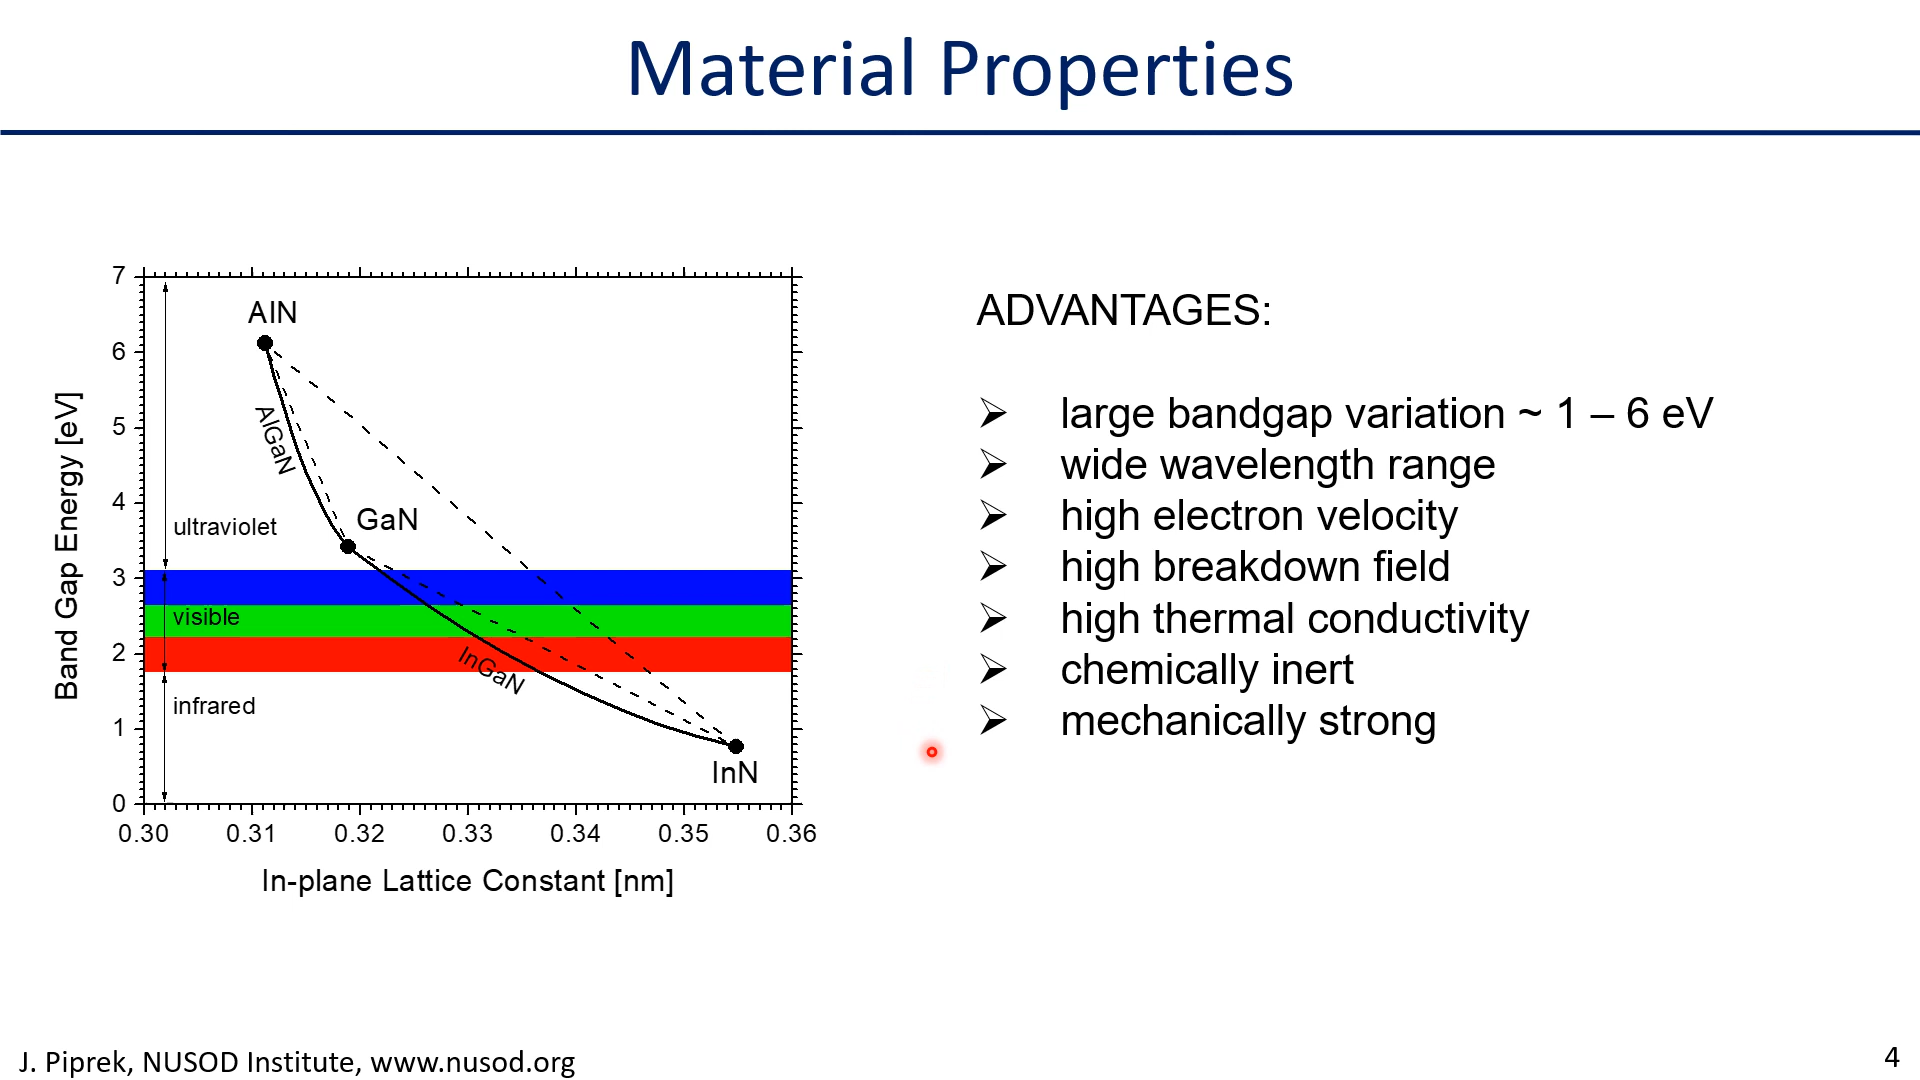 Material Properties
7
6
5
4
3
2
1
0
Band Gap Energy [eV]
AlN
AlGaN
GaN
ultraviolet
visible
InGaN
infrared
InN
0.30 0.31 0.32 0.33 0.34 0.35 0.36
In-plane Lattice Constant [nm]
ADVANTAGES:
➢ large bandgap variation ~ 1 – 6 eV
➢ wide wavelength range
➢ high electron velocity
➢ high breakdown field
➢ high thermal conductivity
➢ chemically inert
➢ mechanically strong
J. Piprek, NUSOD Institute, www.nusod.org
4